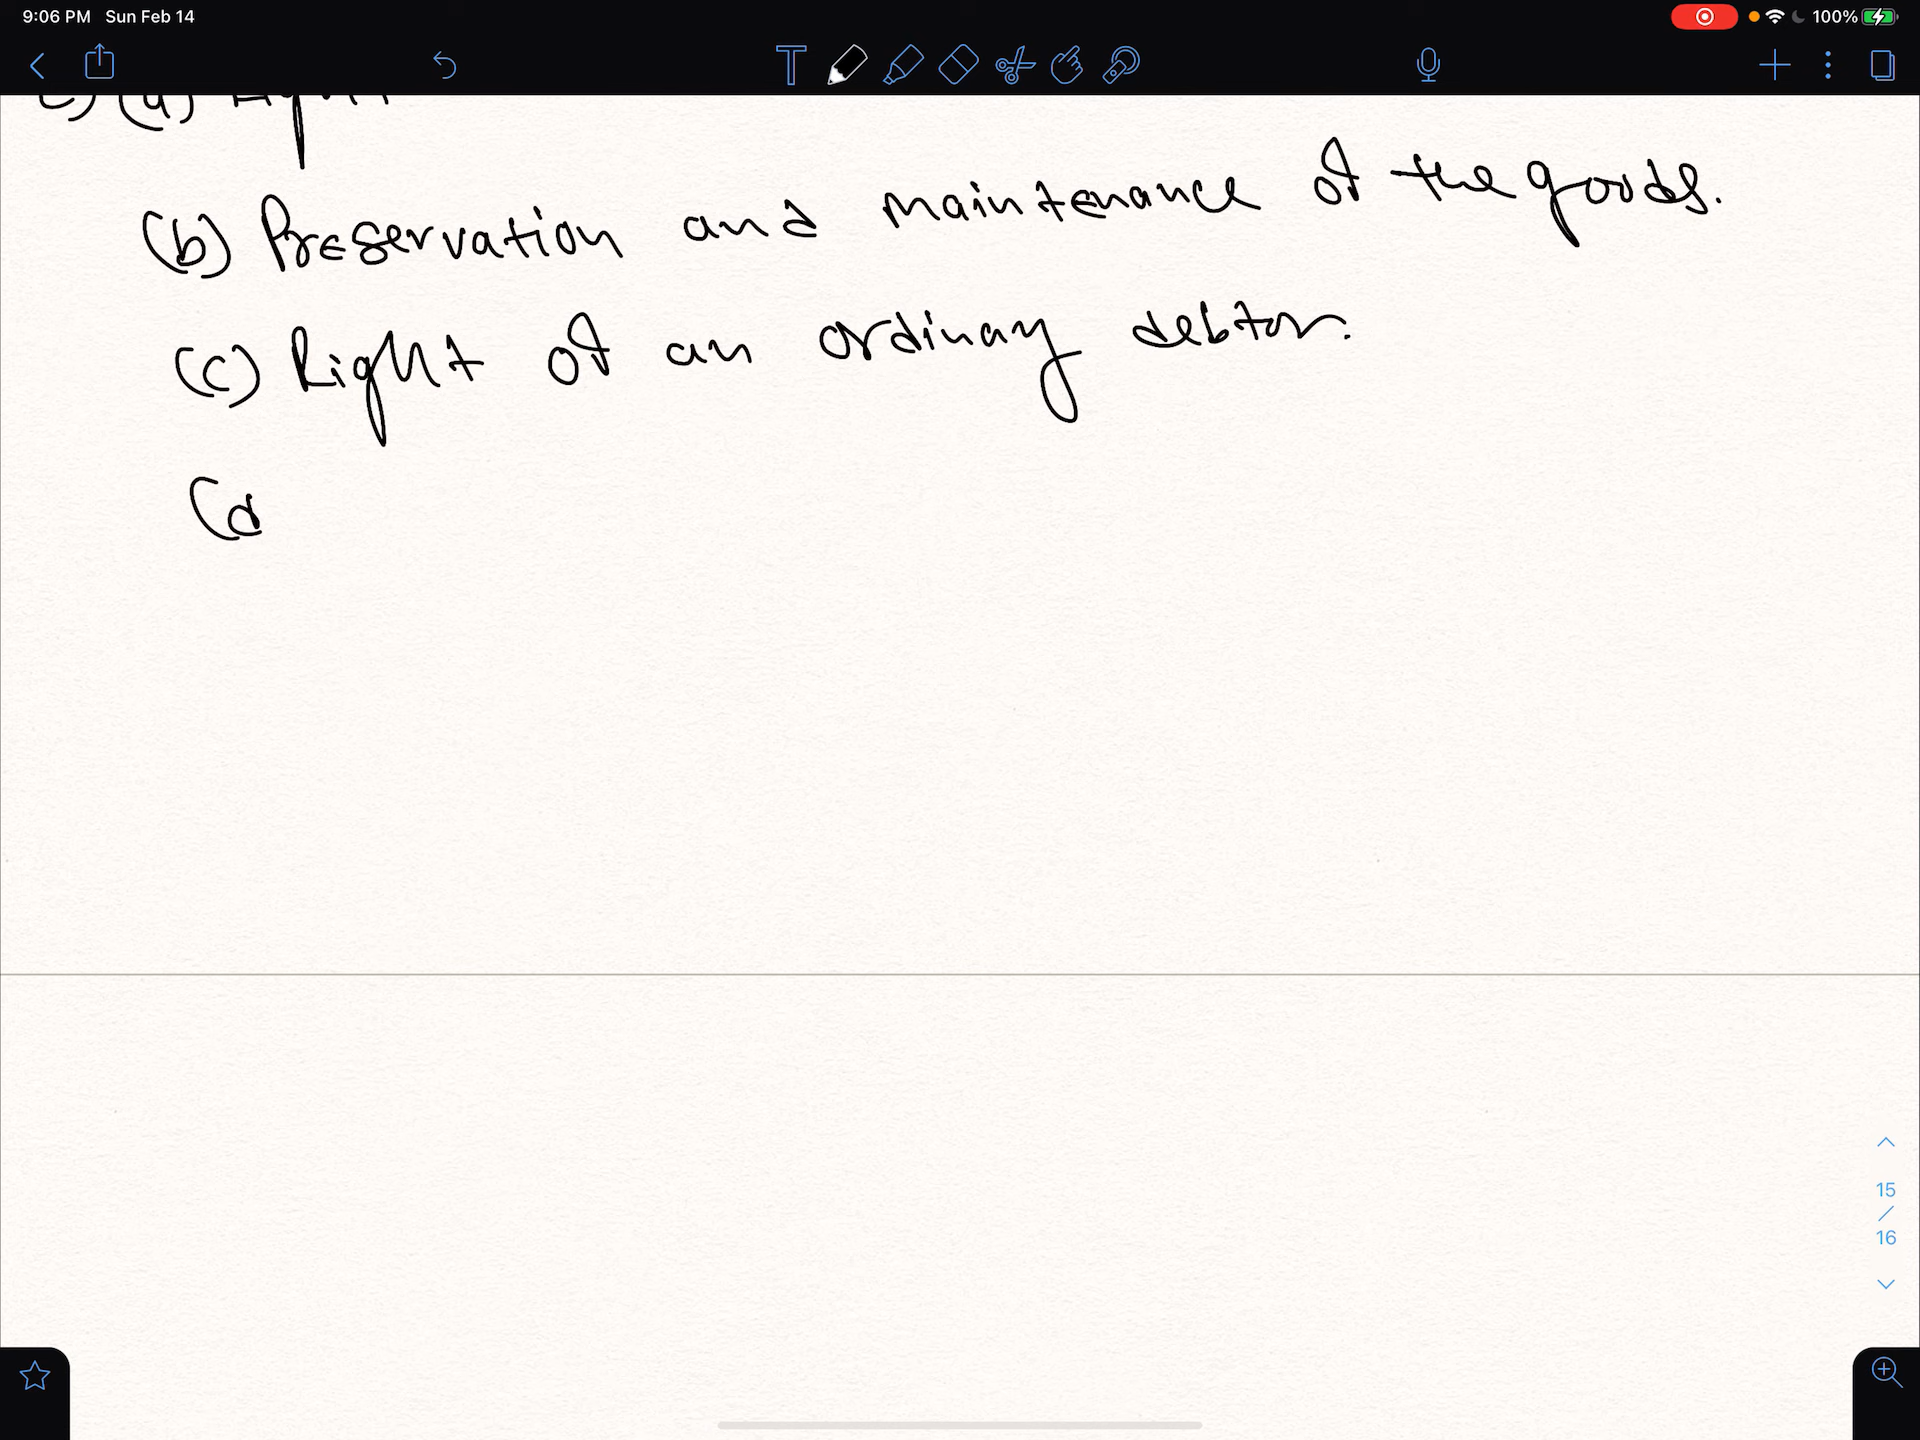 9:06 PM Sun Feb 14
100%
T
(b) Preservation and maintenance of the goods.
(c) Right of an ordinay debtor.
(d
15
/
16